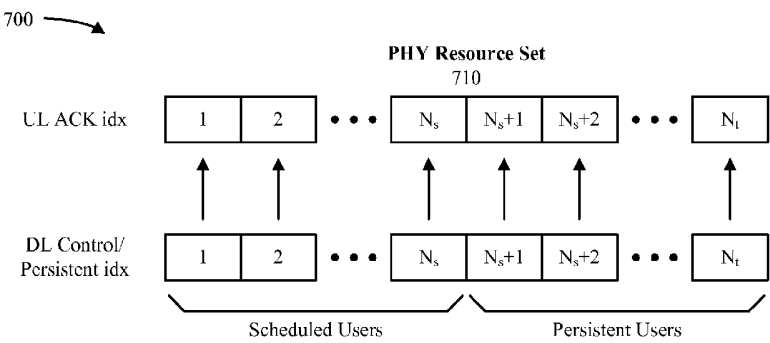 700
PHY Resource Set
710
UL ACK idx 1 2 ••• Ns Ns+1 Ns+2 ••• Nt
DL Control/
Persistent idx 1 2 ••• Ns Ns+1 Ns+2 ••• Nt
Scheduled Users Persistent Users